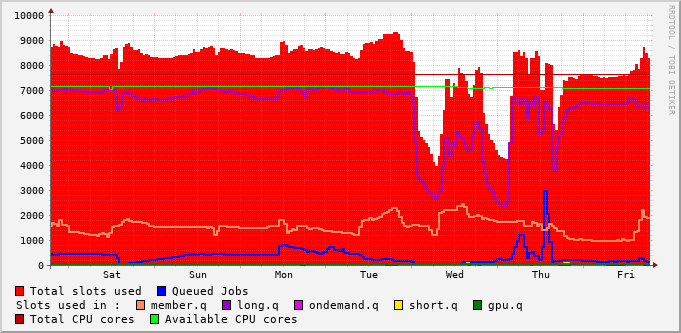 10000
9000
8000
7000
6000
5000
4000
3000
2000
1000
0
Sat Sun Mon Tue Wed Thu Fri
Total slots used Queued Jobs
Slots used in : member.q long.q ondemand.q short.q gpu.q
Total CPU cores Available CPU cores
RRDTOOL / TOBI OETIKER